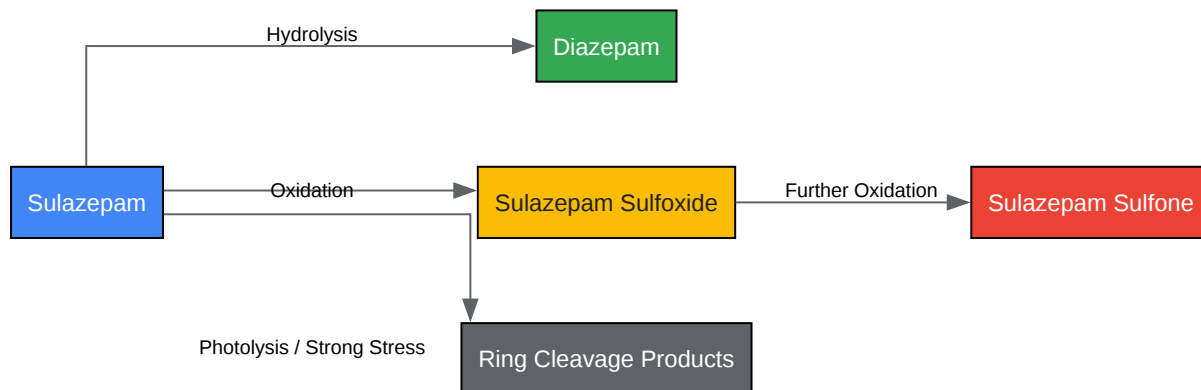 Hydrolysis
Diazepam
Sulazepam
Oxidation
Sulazepam Sulfoxide
Further Oxidation
Sulazepam Sulfone
Photolysis / Strong Stress
Ring Cleavage Products